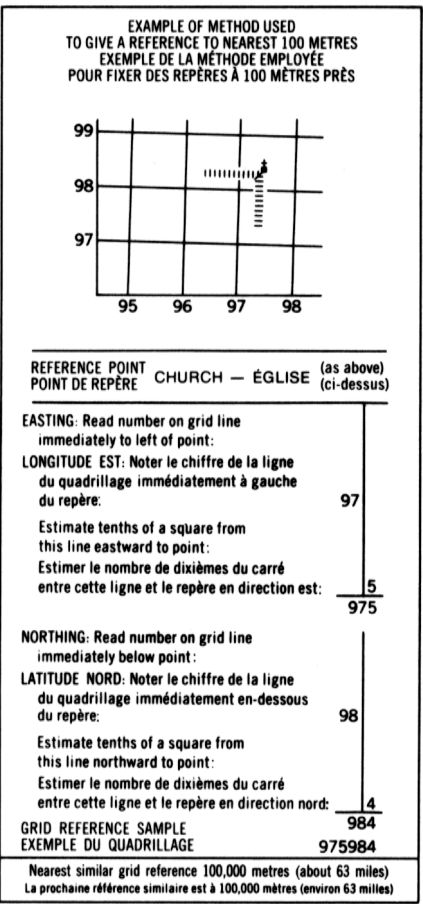 EXAMPLE OF METHOD USED
TO GIVE A REFERENCE TO NEAREST 100 METRES
EXEMPLE DE LA MÉTHODE EMPLOYÉE
POUR FIXER DES REPÈRES À 100 MÈTRES PRÈS
99
98
97
95 96 97 98
REFERENCE POINT
POINT DE REPÈRE CHURCH — ÉGLISE (as above)
(ci-dessus)
EASTING: Read number on grid line
immediately to left of point:
LONGITUDE EST: Noter le chiffre de la ligne
du quadrillage immédiatement à gauche
du repère: 97
Estimate tenths of a square from
this line eastward to point:
Estimer le nombre de dixièmes du carré
entre cette ligne et le repère en direction est: 5
975
NORTHING: Read number on grid line
immediately below point:
LATITUDE NORD: Noter le chiffre de la ligne
du quadrillage immédiatement en-dessous
du repère: 98
Estimate tenths of a square from
this line northward to point:
Estimer le nombre de dixièmes du carré
entre cette ligne et le repère en direction nord: 4
984
GRID REFERENCE SAMPLE
EXEMPLE DU QUADRILLAGE 975984
Nearest similar grid reference 100,000 metres (about 63 miles)
La prochaine référence similaire est à 100,000 mètres (environ 63 milles)